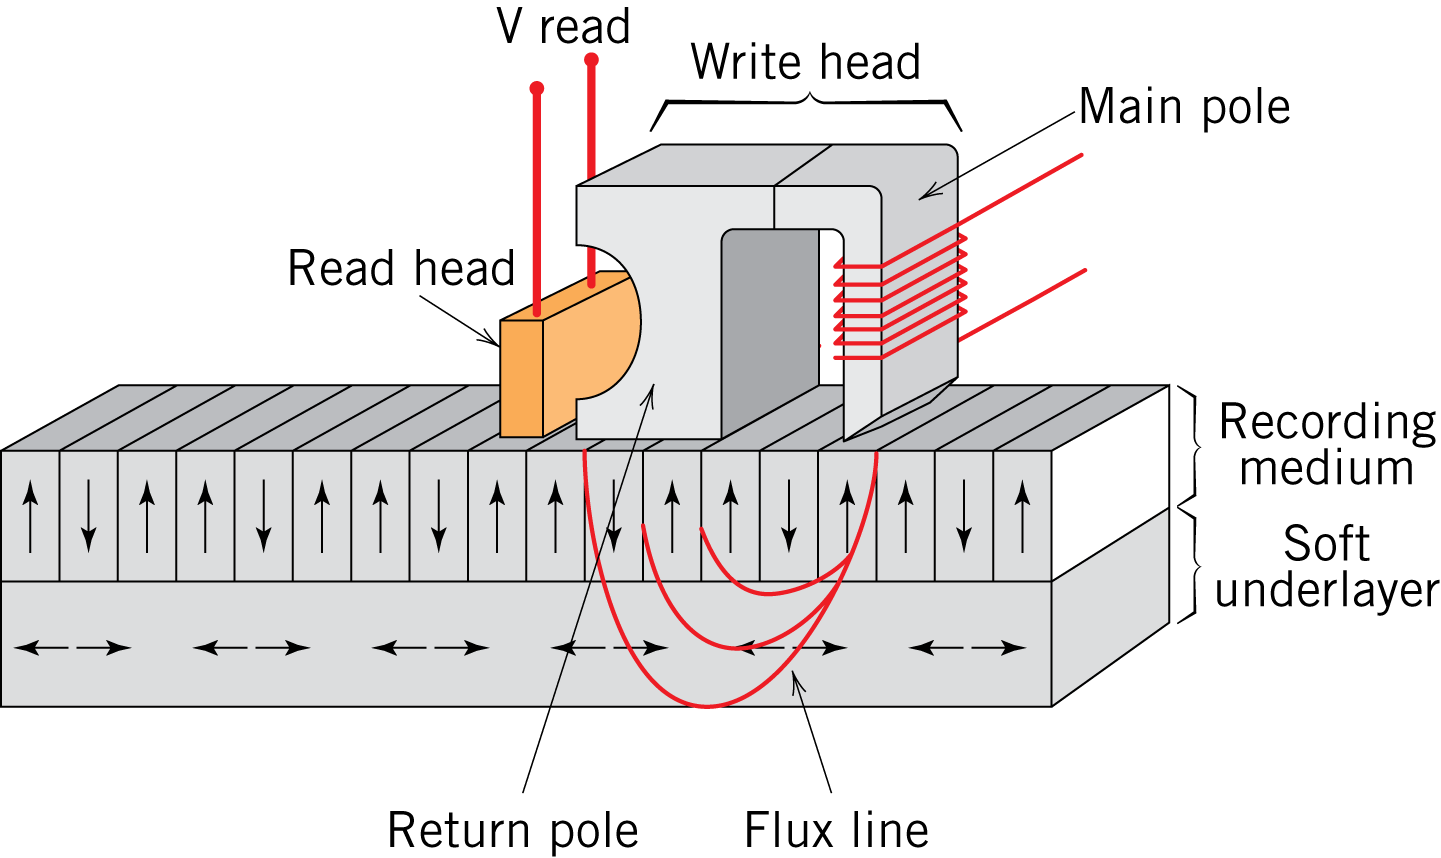 V read
Write head
Main pole
Read head
Recording
medium
Soft
underlayer
Return pole
Flux line